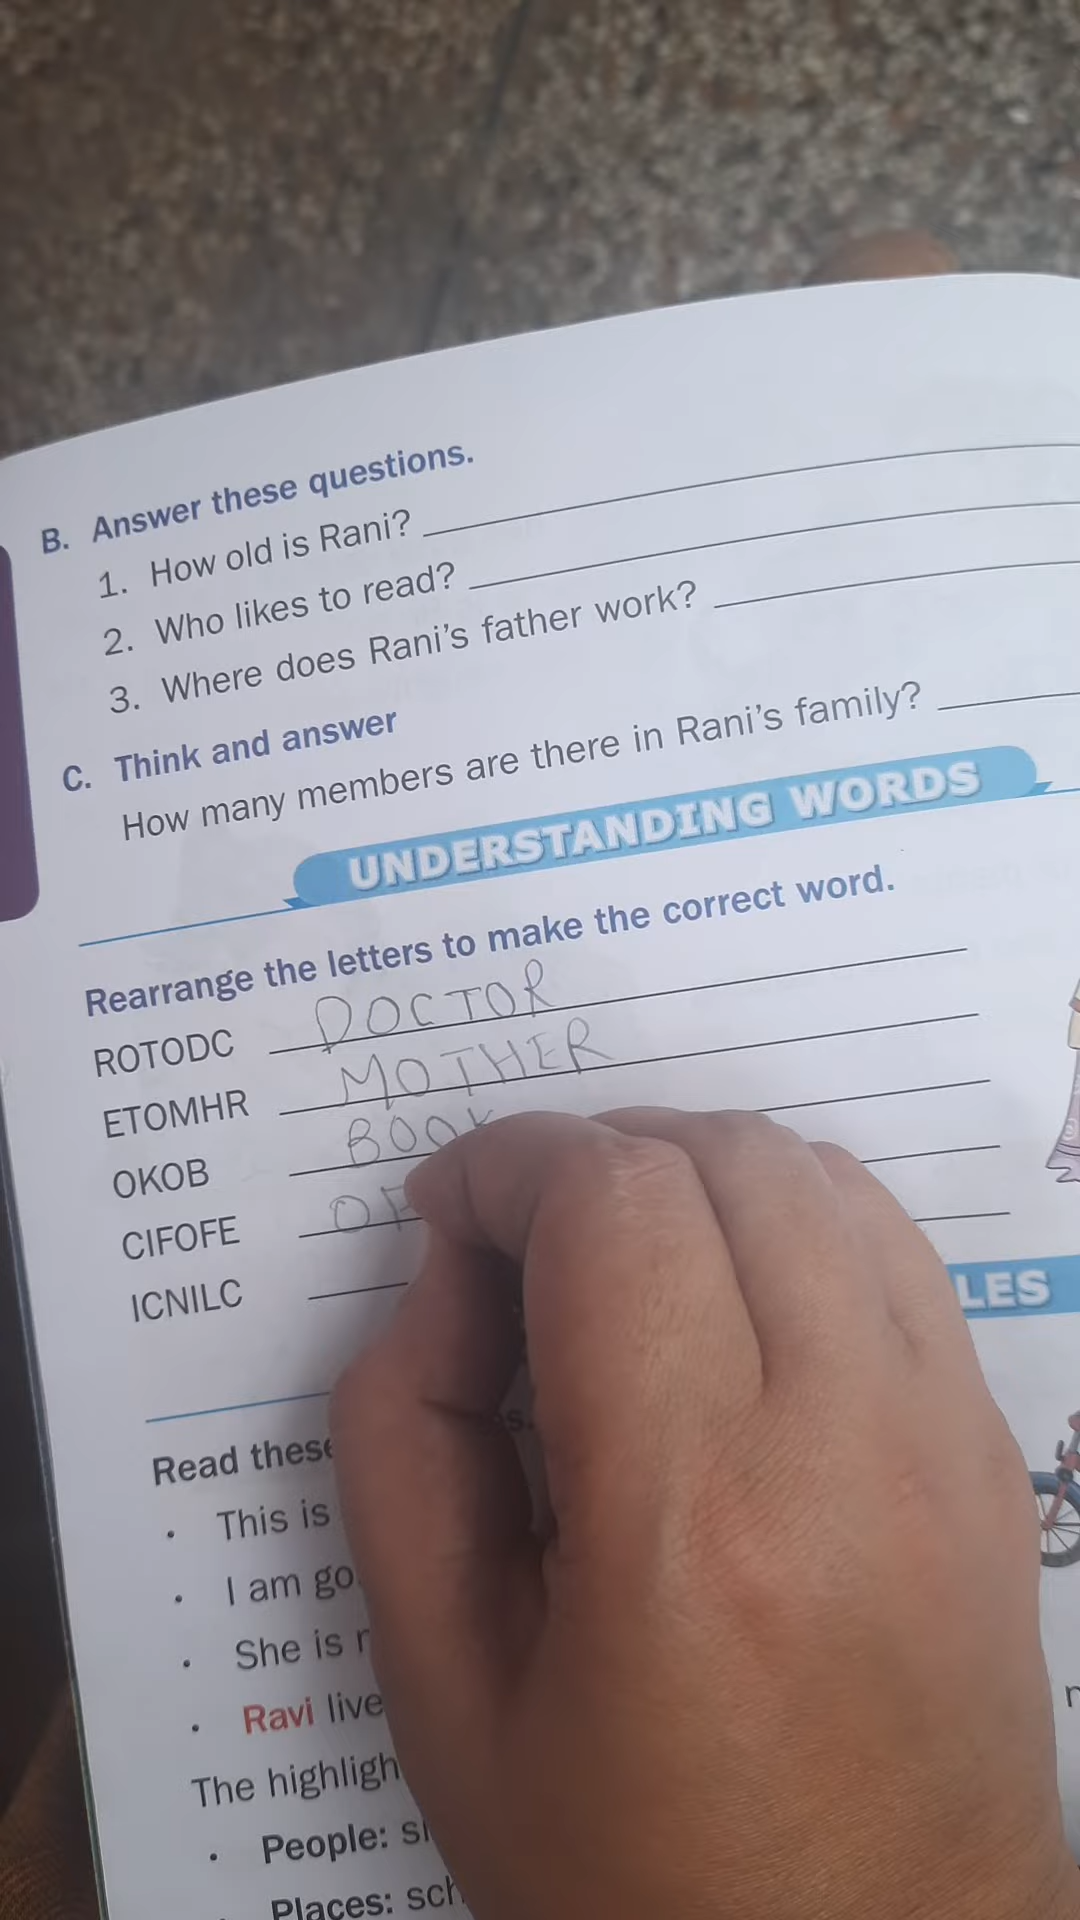 B. Answer these questions.
1. How old is Rani?
2. Who likes to read?
3. Where does Rani's father work?
C. Think and answer
How many members are there in Rani's family?
UNDERSTANDING WORDS
Rearrange the letters to make the correct word.
ROTODC DOCTOR
ETOMHR MOTHER
OKOB BOOK
CIFOFE OF
ICNILC
LES
Read these
s.
This is
I am go
She is
Ravi live
The highligh
People:
Places: sch